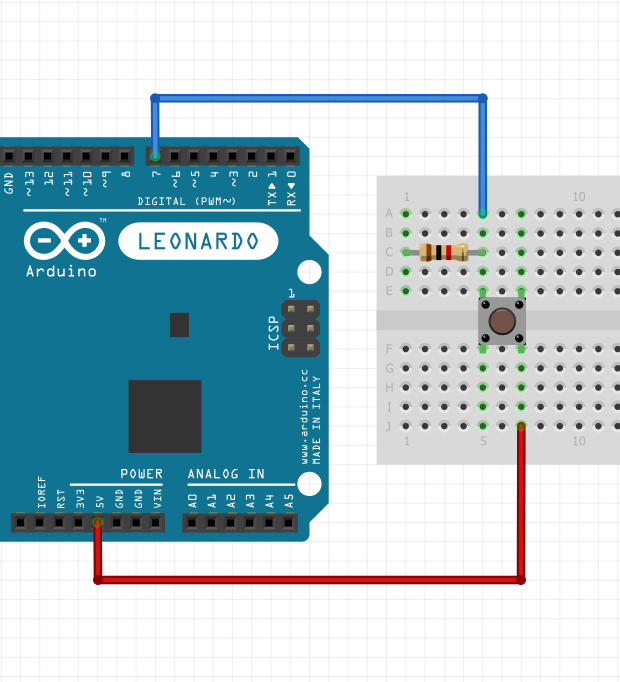 GND
~13
12
~11
~10
~9
8
7
~6
~5
4
~3
2
TX▶1
RX◀0
DIGITAL (PWM~)
TM
LEONARDO
Arduino
1
ICSP
www.arduino.cc
MADE IN ITALY
POWER
ANALOG IN
IOREF
RST
3V3
5V
GND
GND
VIN
A0
A1
A2
A3
A4
A5
1
10
A
B
C
D
E
F
G
H
I
J
1
5
10